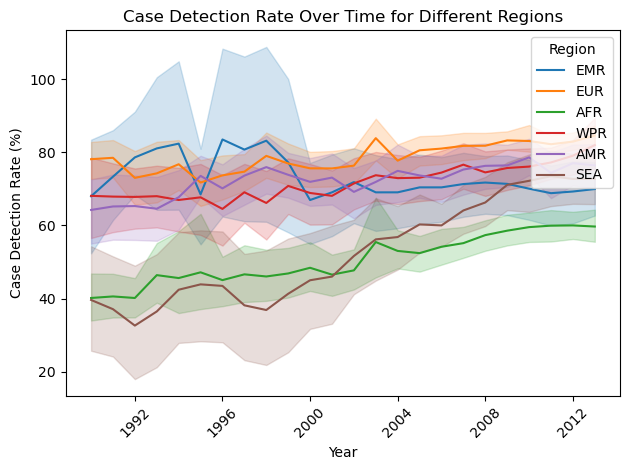 Case Detection Rate Over Time for Different Regions
Case Detection Rate (%)
100
80
60
40
20
1992
1996
2000
2004
2008
2012
Year
Region
EMR
EUR
AFR
WPR
AMR
SEA